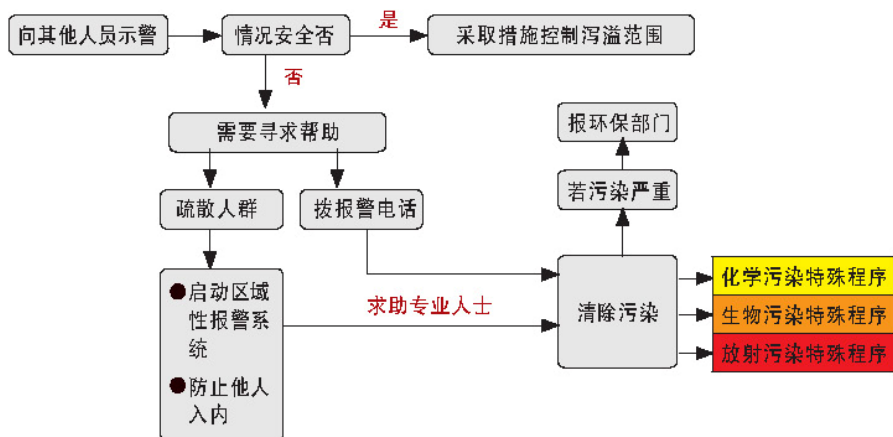 向其他人员示警
情况安全否
是
采取措施控制泻溢范围
否
需要寻求帮助
报环保部门
若污染严重
疏散人群
拨报警电话
●启动区域
性报警系
统
●防止他人
入内
求助专业入士
清除污染
化学污染特殊程序
生物污染特殊程序
放射污染特殊程序